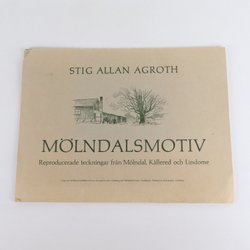 STIG ALLAN AGROTH
MÖLNDALSMOTIV
Reproducerade teckningar från Mölndal, Kållered och Lindome